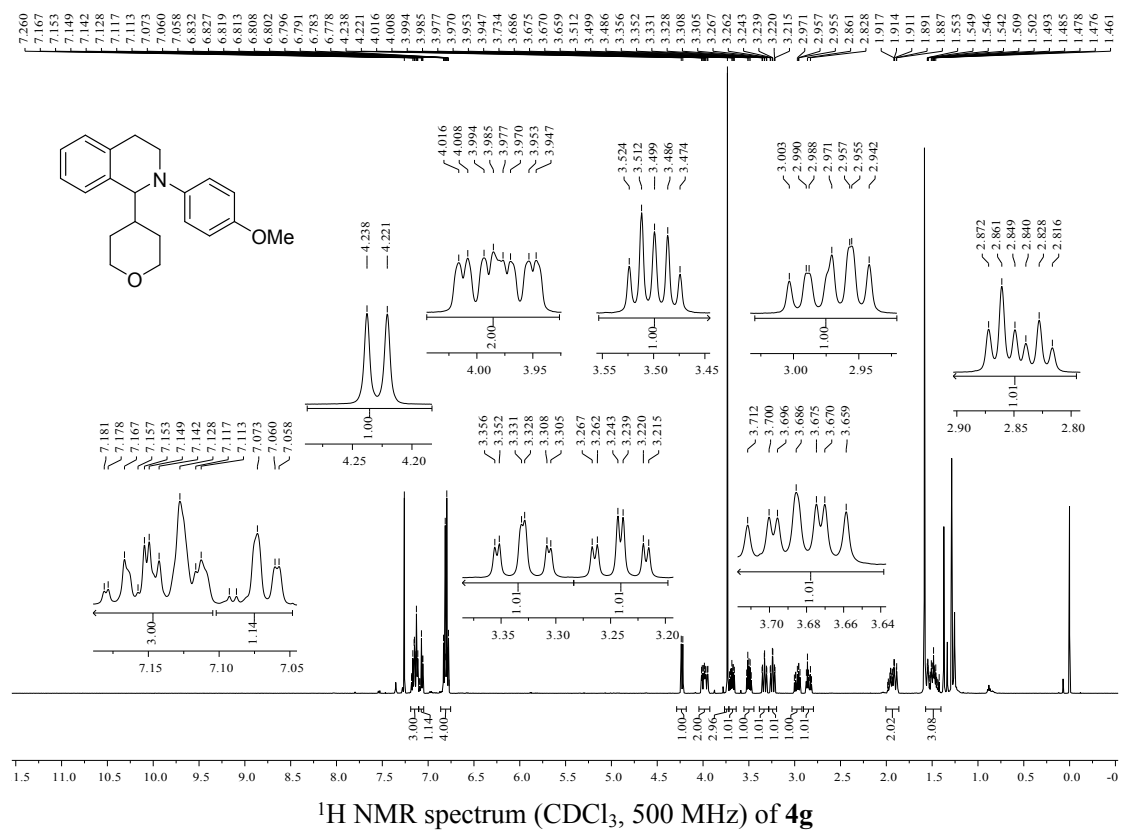 7.260 7.167 7.153 7.149 7.142 7.128 7.117 7.113 7.073 7.060 7.058 6.832 6.827 6.819 6.813 6.808 6.802 6.796 6.791 6.783 6.778 4.238 4.221 4.016 4.008 3.994 3.985 3.977 3.970 3.953 3.947 3.734 3.686 3.675 3.670 3.659 3.512 3.499 3.486 3.356 3.352 3.331 3.328 3.308 3.305 3.267 3.262 3.243 3.239 3.220 3.215 2.971 2.957 2.955 2.861 2.828 1.917 1.914 1.911 1.891 1.887 1.553 1.549 1.546 1.542 1.509 1.502 1.493 1.485 1.478 1.476 1.461
N
OMe
O
4.238 4.221
1.00
4.25 4.20
4.016 4.008 3.994 3.985 3.977 3.970 3.953 3.947
2.00
4.00 3.95
3.524 3.512 3.499 3.486 3.474
1.00
3.55 3.50 3.45
3.003 2.990 2.988 2.971 2.957 2.955 2.942
1.00
3.00 2.95
2.872 2.861 2.849 2.840 2.828 2.816
1.01
2.90 2.85 2.80
7.181 7.178 7.167 7.157 7.153 7.149 7.142 7.128 7.117 7.113 7.073 7.060 7.058
3.00 1.14
7.15 7.10 7.05
3.356 3.352 3.331 3.328 3.308 3.305 3.267 3.262 3.243 3.239 3.220 3.215
1.01 1.01
3.35 3.30 3.25 3.20
3.712 3.700 3.696 3.686 3.675 3.670 3.659
1.01
3.70 3.68 3.66 3.64
3.00 1.14 4.00 1.00 2.00 2.96 1.01 1.00 1.01 1.01 1.00 1.01 2.02 3.08
1.5 11.0 10.5 10.0 9.5 9.0 8.5 8.0 7.5 7.0 6.5 6.0 5.5 5.0 4.5 4.0 3.5 3.0 2.5 2.0 1.5 1.0 0.5 0.0 -0
¹H NMR spectrum (CDCl₃, 500 MHz) of 4g